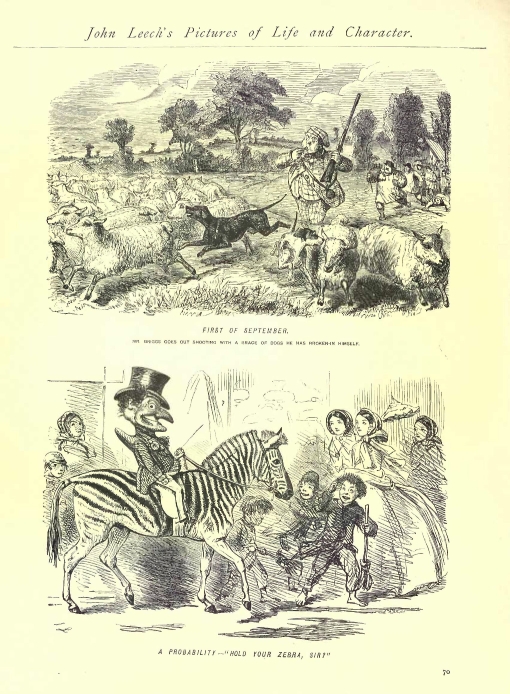 John Leech's Pictures of Life and Character.
FIRST OF SEPTEMBER.
MR. BRIGGS GOES OUT SHOOTING WITH A BRACE OF DOGS HE HAS BROKEN-IN HIMSELF.
A PROBABILITY—"HOLD YOUR ZEBRA, SIR?"
70